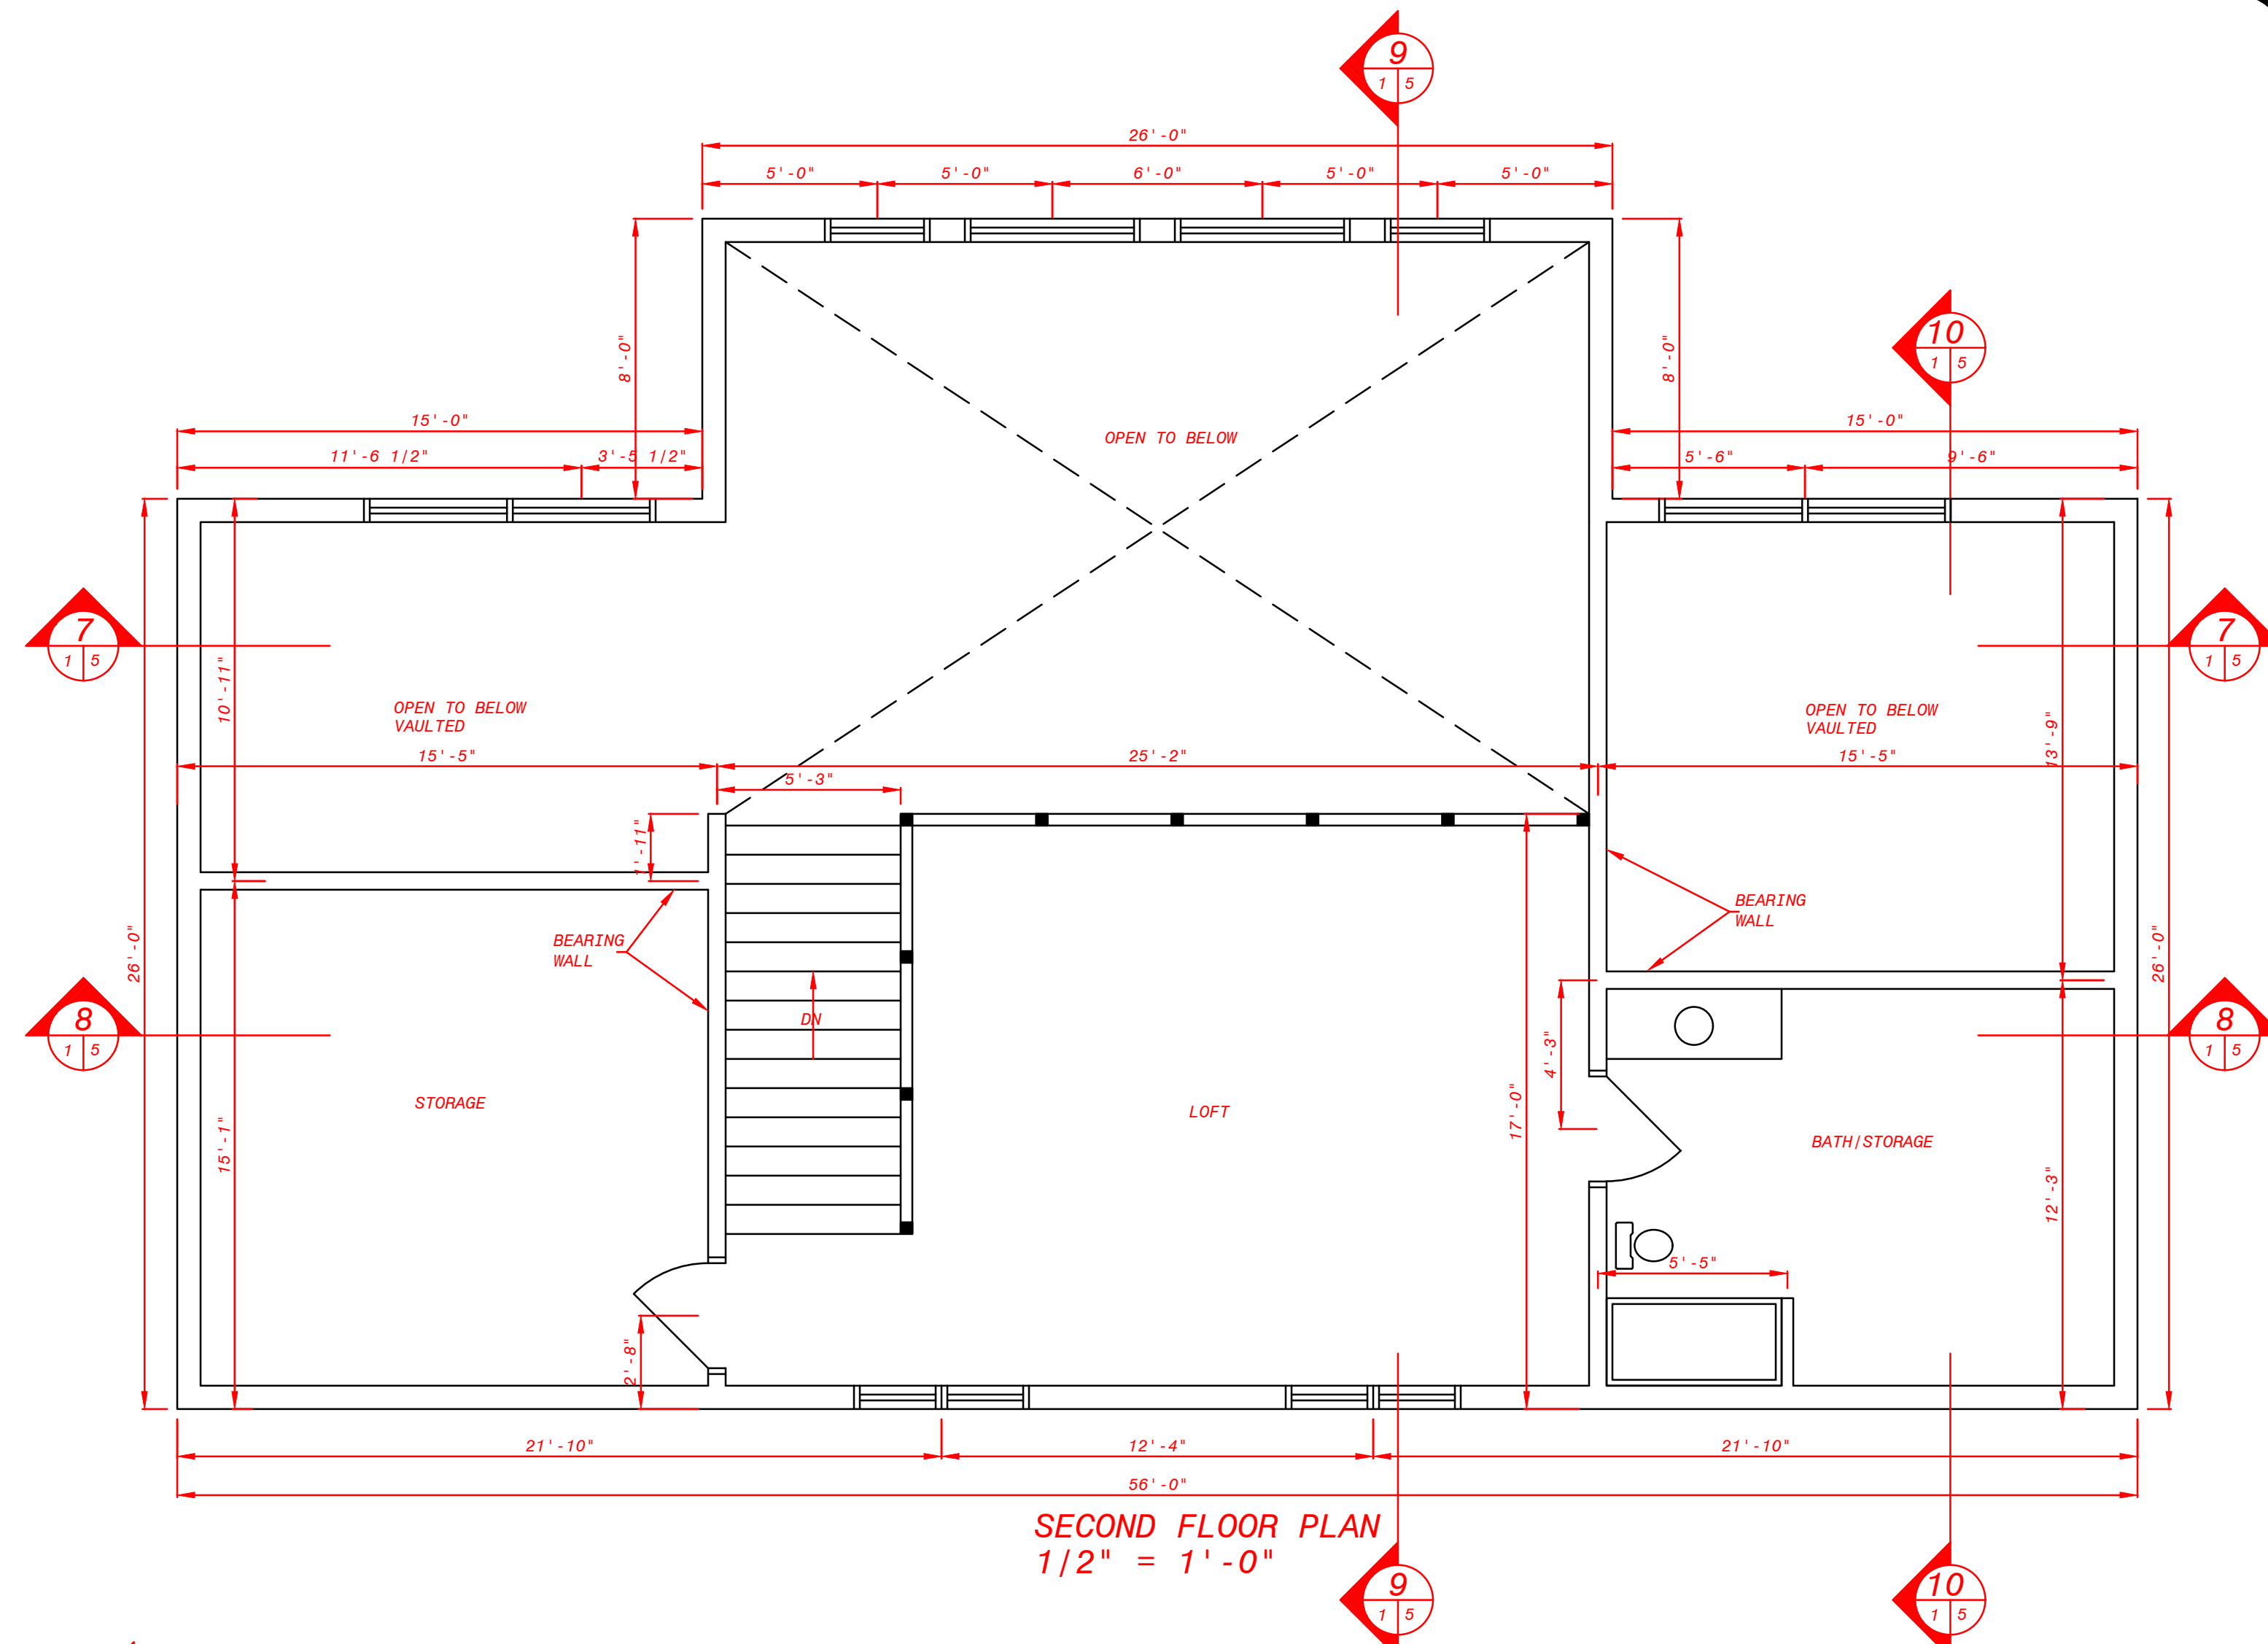 9
1 5
26'-0"
5'-0" 5'-0" 6'-0" 5'-0" 5'-0"
8'-0"
8'-0"
10
1 5
15'-0"
15'-0"
11'-6 1/2" 3'-5 1/2"
5'-6" 9'-6"
OPEN TO BELOW
7
1 5
7
1 5
10'-11"
OPEN TO BELOW
VAULTED
OPEN TO BELOW
VAULTED
13'-9"
15'-5" 25'-2" 15'-5"
5'-3"
1'-11"
BEARING
WALL
BEARING
WALL
26'-0"
26'-0"
8
1 5
8
1 5
DN
4'-3"
STORAGE
LOFT
17'-0"
15'-1"
BATH/STORAGE
12'-3"
5'-5"
2'-8"
21'-10" 12'-4" 21'-10"
56'-0"
SECOND FLOOR PLAN
1/2" = 1'-0"
9
1 5
10
1 5